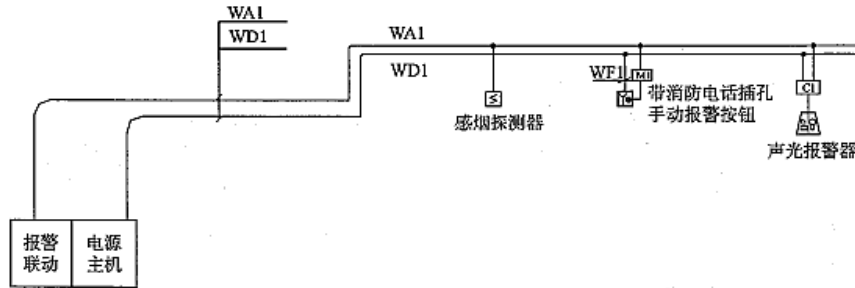 WA1
WD1
WA1
WD1
WF1
MI
感烟探测器
带消防电话插孔
手动报警按钮
CI
声光报警器
报警
联动
电源
主机